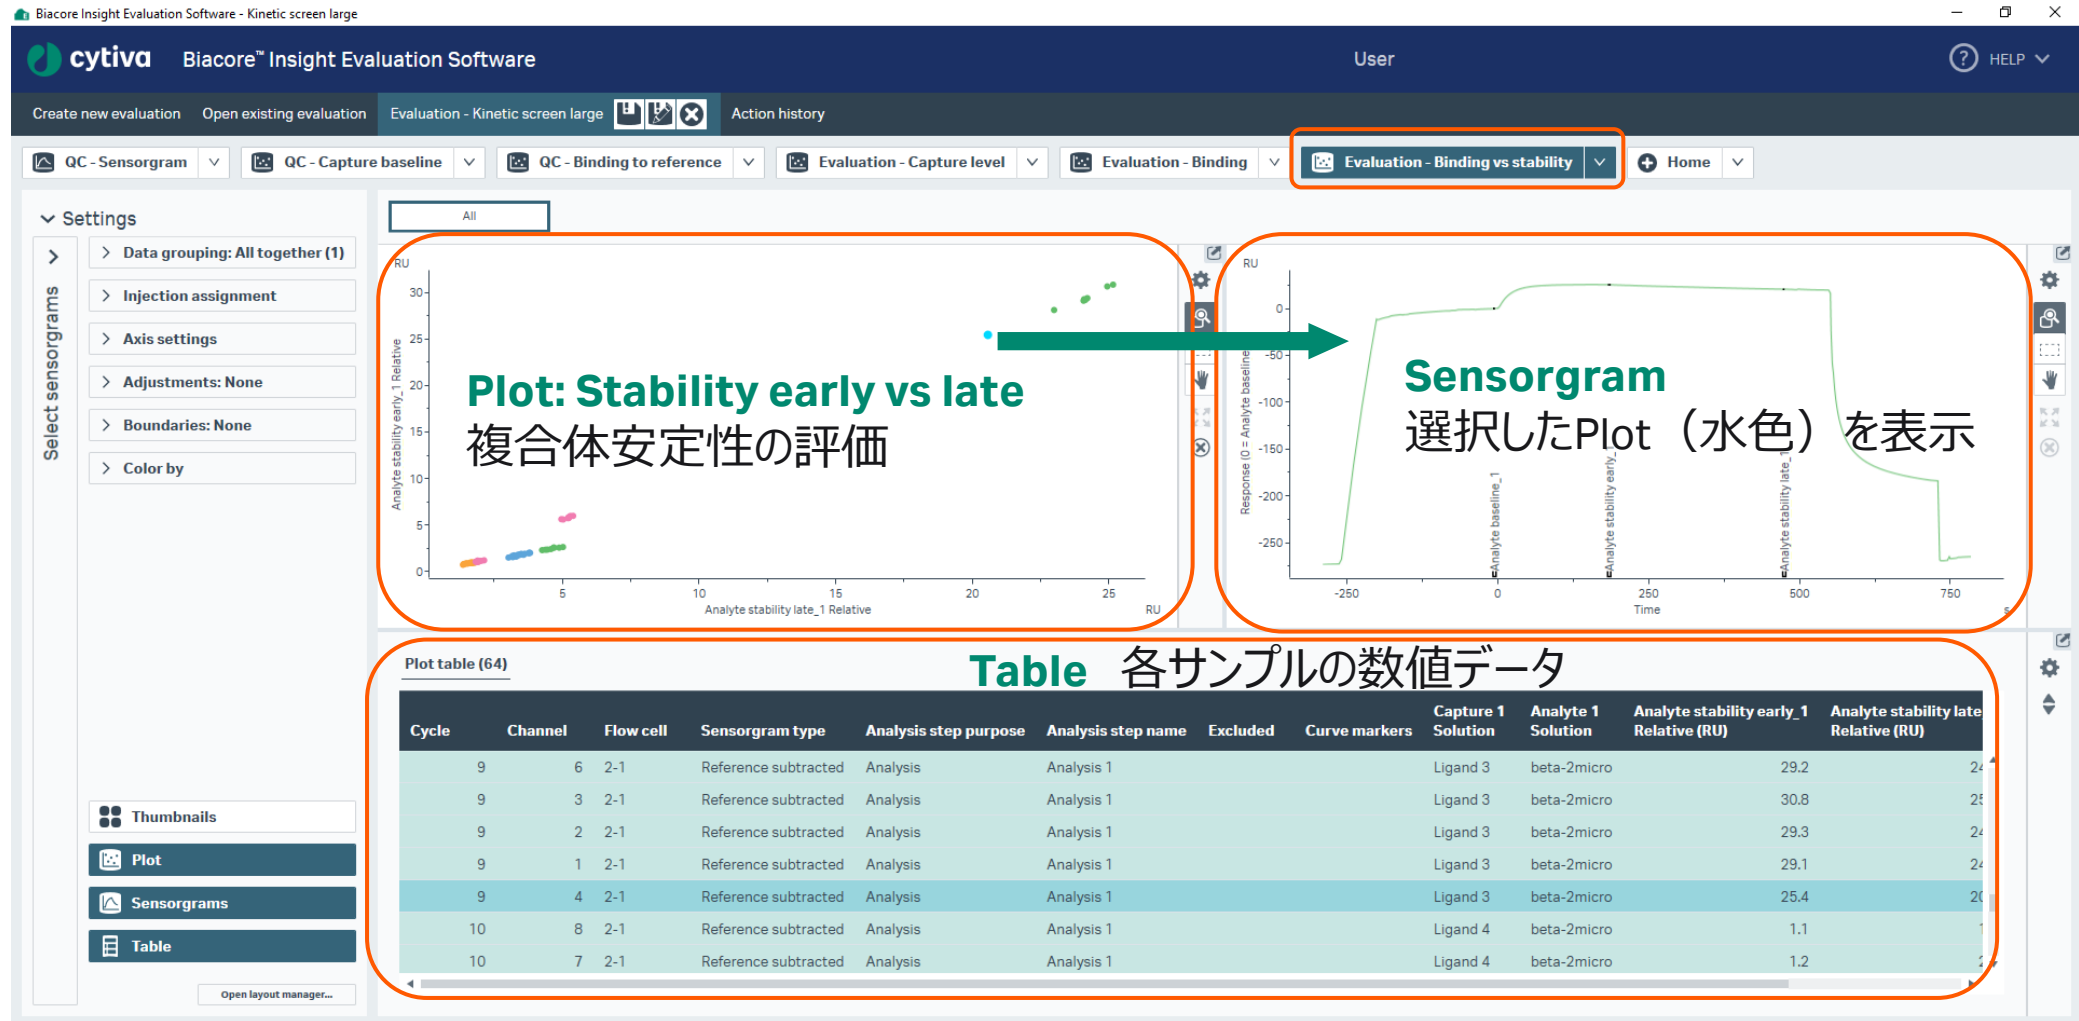 Biacore Insight Evaluation Software - Kinetic screen large
cytiva Biacore™ Insight Evaluation Software User HELP
Create new evaluation Open existing evaluation Evaluation - Kinetic screen large Action history
QC - Sensorgram QC - Capture baseline QC - Binding to reference Evaluation - Capture level Evaluation - Binding Evaluation - Binding vs stability Home
Settings
Select sensorgrams
Data grouping: All together (1)
Injection assignment
Axis settings
Adjustments: None
Boundaries: None
Color by
Thumbnails
Plot
Sensorgrams
Table
Open layout manager...
All
RU
Analyte stability early_1 Relative
30
25
20
15
10
5
0
5 10 15 20 25
Analyte stability late_1 Relative RU
Plot: Stability early vs late
複合体安定性の評価
RU
Response (0 = Analyte baseline
0
-50
-100
-150
-200
-250
-250 0 250 500 750
Time s
Analyte baseline_1
Analyte stability early_1
Analyte stability late_1
Sensorgram
選択したPlot（水色）を表示
Plot table (64)
Table 各サンプルの数値データ
Cycle Channel Flow cell Sensorgram type Analysis step purpose Analysis step name Excluded Curve markers Capture 1 Solution Analyte 1 Solution Analyte stability early_1 Relative (RU) Analyte stability late Relative (RU)
9 6 2-1 Reference subtracted Analysis Analysis 1 Ligand 3 beta-2micro 29.2 24
9 3 2-1 Reference subtracted Analysis Analysis 1 Ligand 3 beta-2micro 30.8 25
9 2 2-1 Reference subtracted Analysis Analysis 1 Ligand 3 beta-2micro 29.3 24
9 1 2-1 Reference subtracted Analysis Analysis 1 Ligand 3 beta-2micro 29.1 24
9 4 2-1 Reference subtracted Analysis Analysis 1 Ligand 3 beta-2micro 25.4 20
10 8 2-1 Reference subtracted Analysis Analysis 1 Ligand 4 beta-2micro 1.1 1
10 7 2-1 Reference subtracted Analysis Analysis 1 Ligand 4 beta-2micro 1.2 2